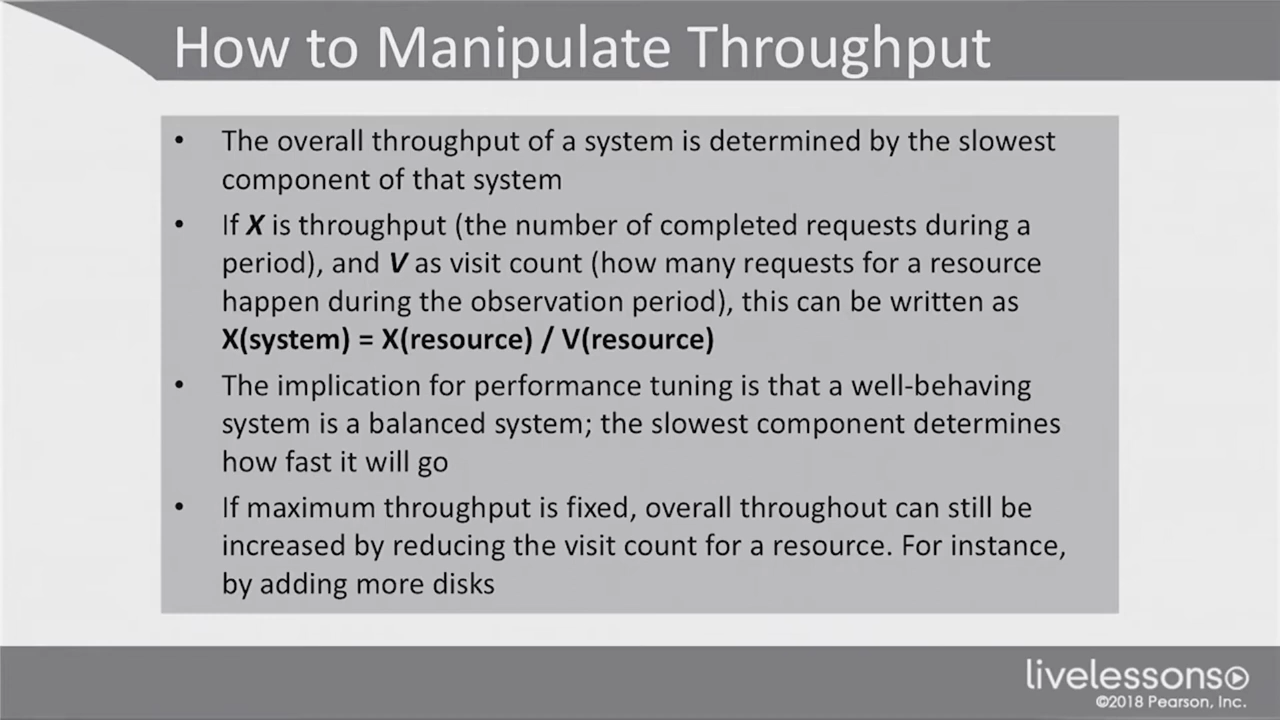 How to Manipulate Throughput
• The overall throughput of a system is determined by the slowest
component of that system
• If X is throughput (the number of completed requests during a
period), and V as visit count (how many requests for a resource
happen during the observation period), this can be written as
X(system) = X(resource) / V(resource)
• The implication for performance tuning is that a well-behaving
system is a balanced system; the slowest component determines
how fast it will go
• If maximum throughput is fixed, overall throughout can still be
increased by reducing the visit count for a resource. For instance,
by adding more disks
livelessons
©2018 Pearson, Inc.